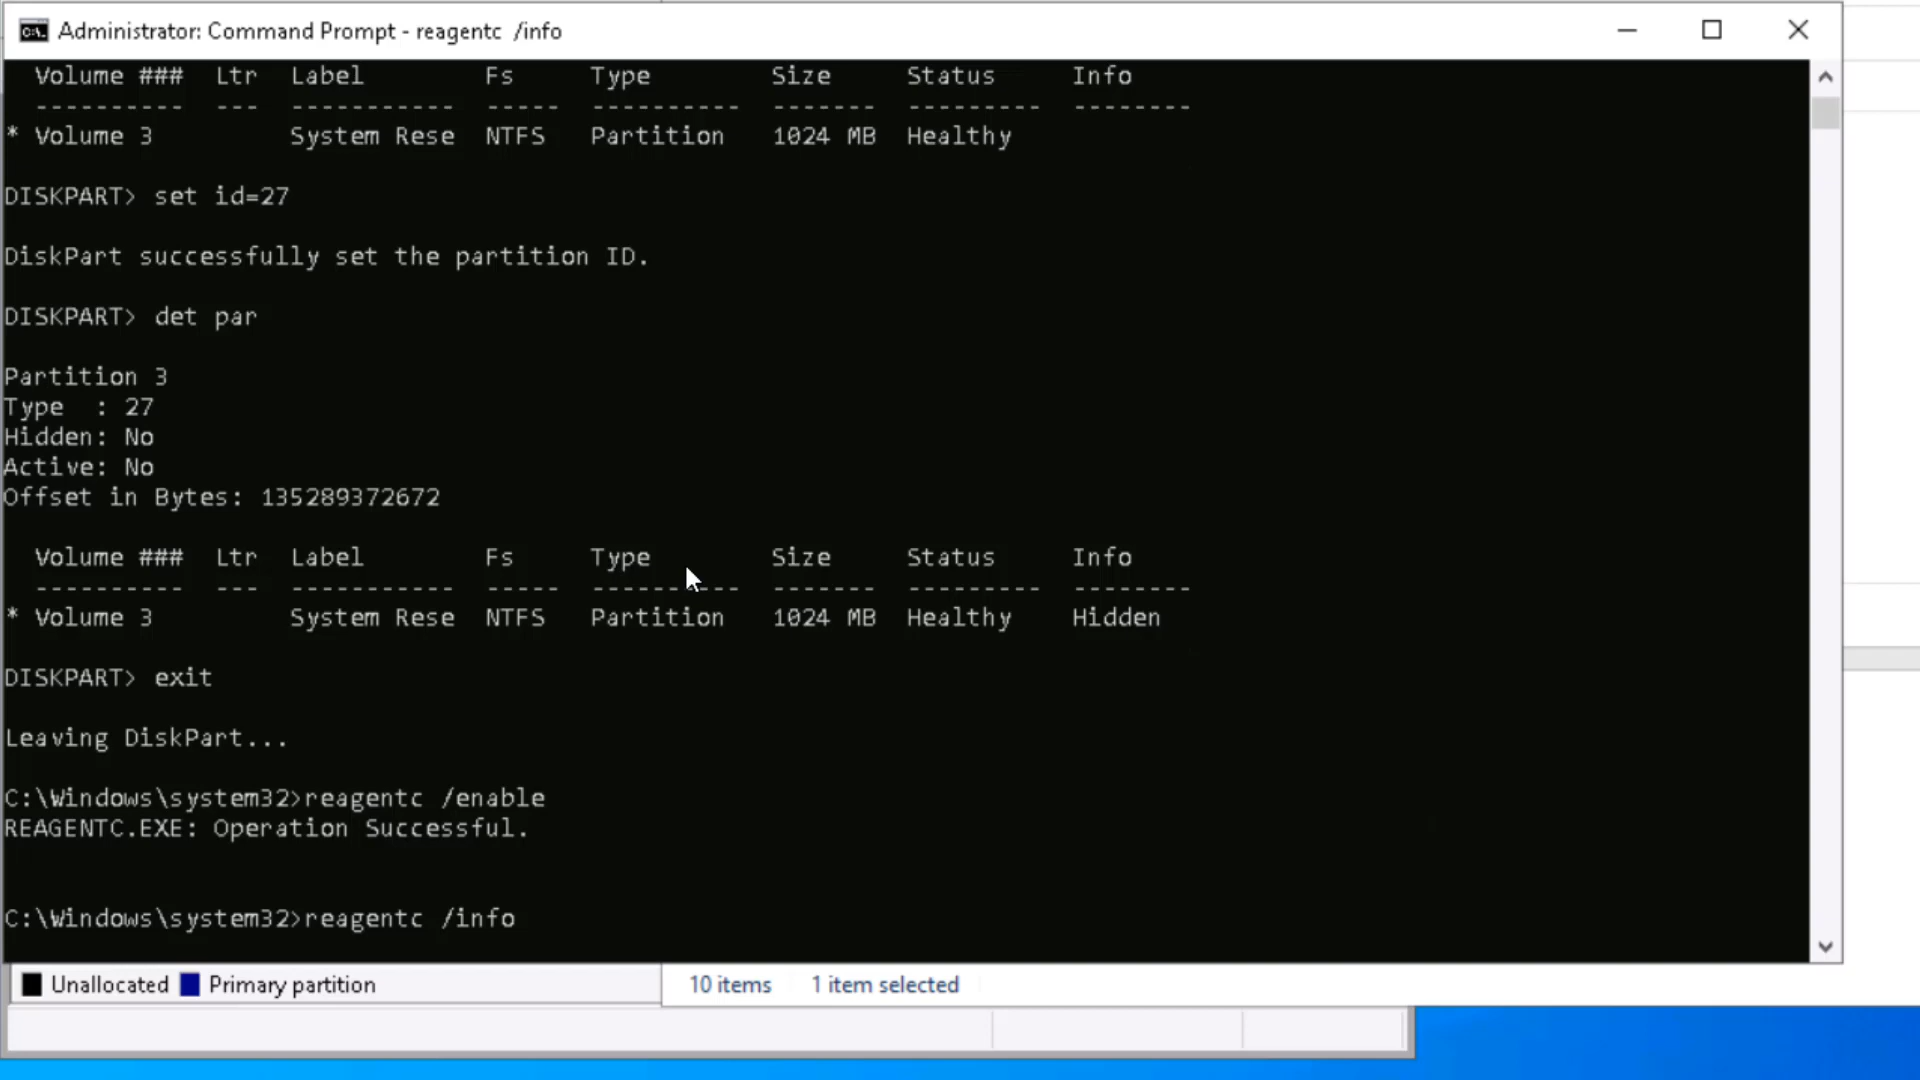 Administrator: Command Prompt - reagentc /info
Volume ### Ltr Label Fs Type Size Status Info
---------- --- ----------- ----- ---------- ------- --------- --------
* Volume 3 System Rese NTFS Partition 1024 MB Healthy
DISKPART> set id=27
DiskPart successfully set the partition ID.
DISKPART> det par
Partition 3
Type : 27
Hidden: No
Active: No
Offset in Bytes: 135289372672
Volume ### Ltr Label Fs Type Size Status Info
---------- --- ----------- ----- ---------- ------- --------- --------
* Volume 3 System Rese NTFS Partition 1024 MB Healthy Hidden
DISKPART> exit
Leaving DiskPart...
C:\Windows\system32>reagentc /enable
REAGENTC.EXE: Operation Successful.
C:\Windows\system32>reagentc /info
Unallocated Primary partition
10 items 1 item selected